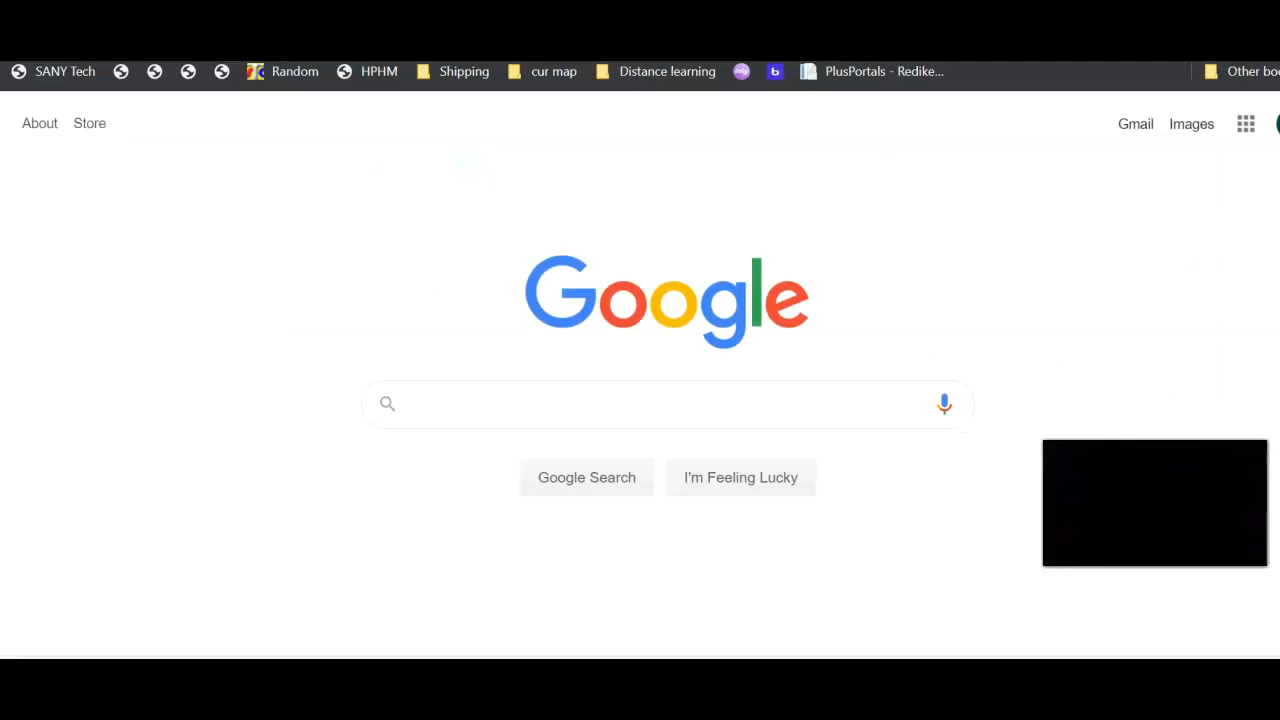 SANY Tech Random HPHM Shipping cur map Distance learning PlusPortals - Redike... Other boo
About Store Gmail Images
Google
Google Search I'm Feeling Lucky